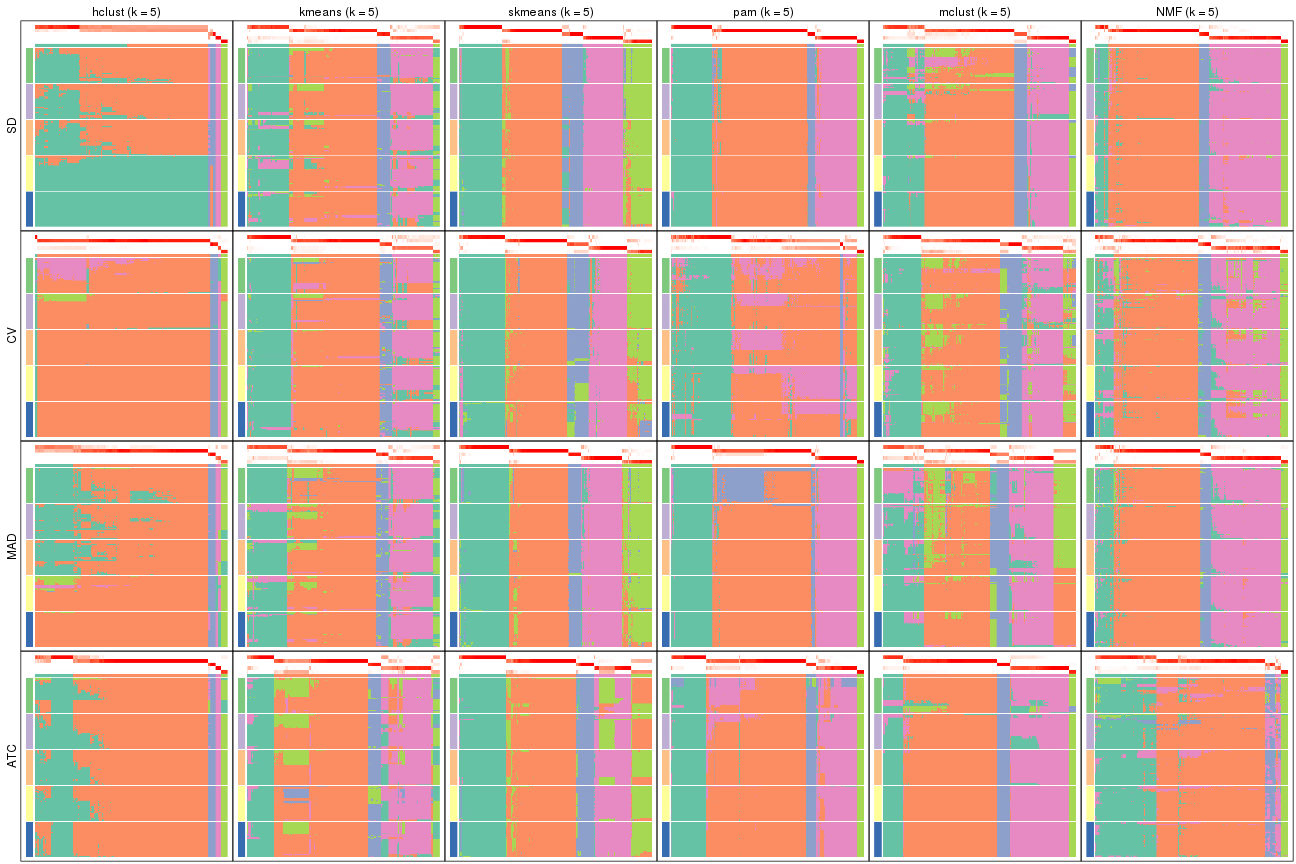 hclust (k = 5) kmeans (k = 5) skmeans (k = 5) pam (k = 5) mclust (k = 5) NMF (k = 5)
SD
CV
MAD
ATC